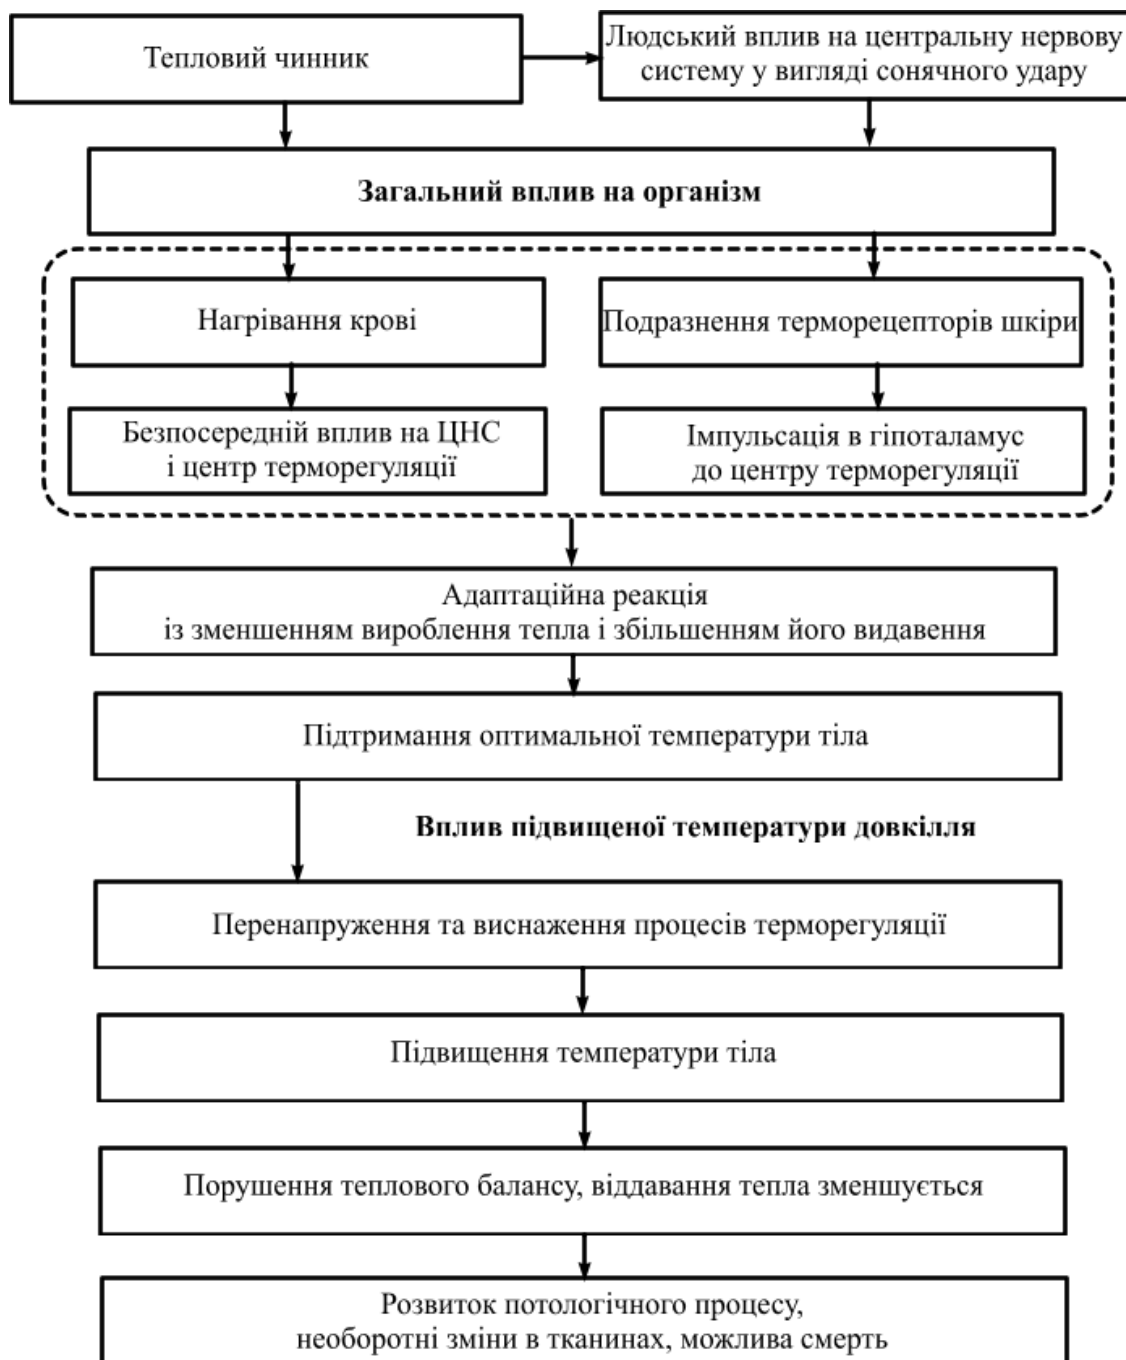 Тепловий чинник
Людський вплив на центральну нервову
систему у вигляді сонячного удару
Загальний вплив на організм
Нагрівання крові
Подразнення терморецепторів шкіри
Безпосередній вплив на ЦНС
і центр терморегуляції
Імпульсація в гіпоталамус
до центру терморегуляції
Адаптаційна реакція
із зменшенням вироблення тепла і збільшенням його видавення
Підтримання оптимальної температури тіла
Вплив підвищеної температури довкілля
Перенапруження та виснаження процесів терморегуляції
Підвищення температури тіла
Порушення теплового балансу, віддавання тепла зменшується
Розвиток потологічного процесу,
необоротні зміни в тканинах, можлива смерть